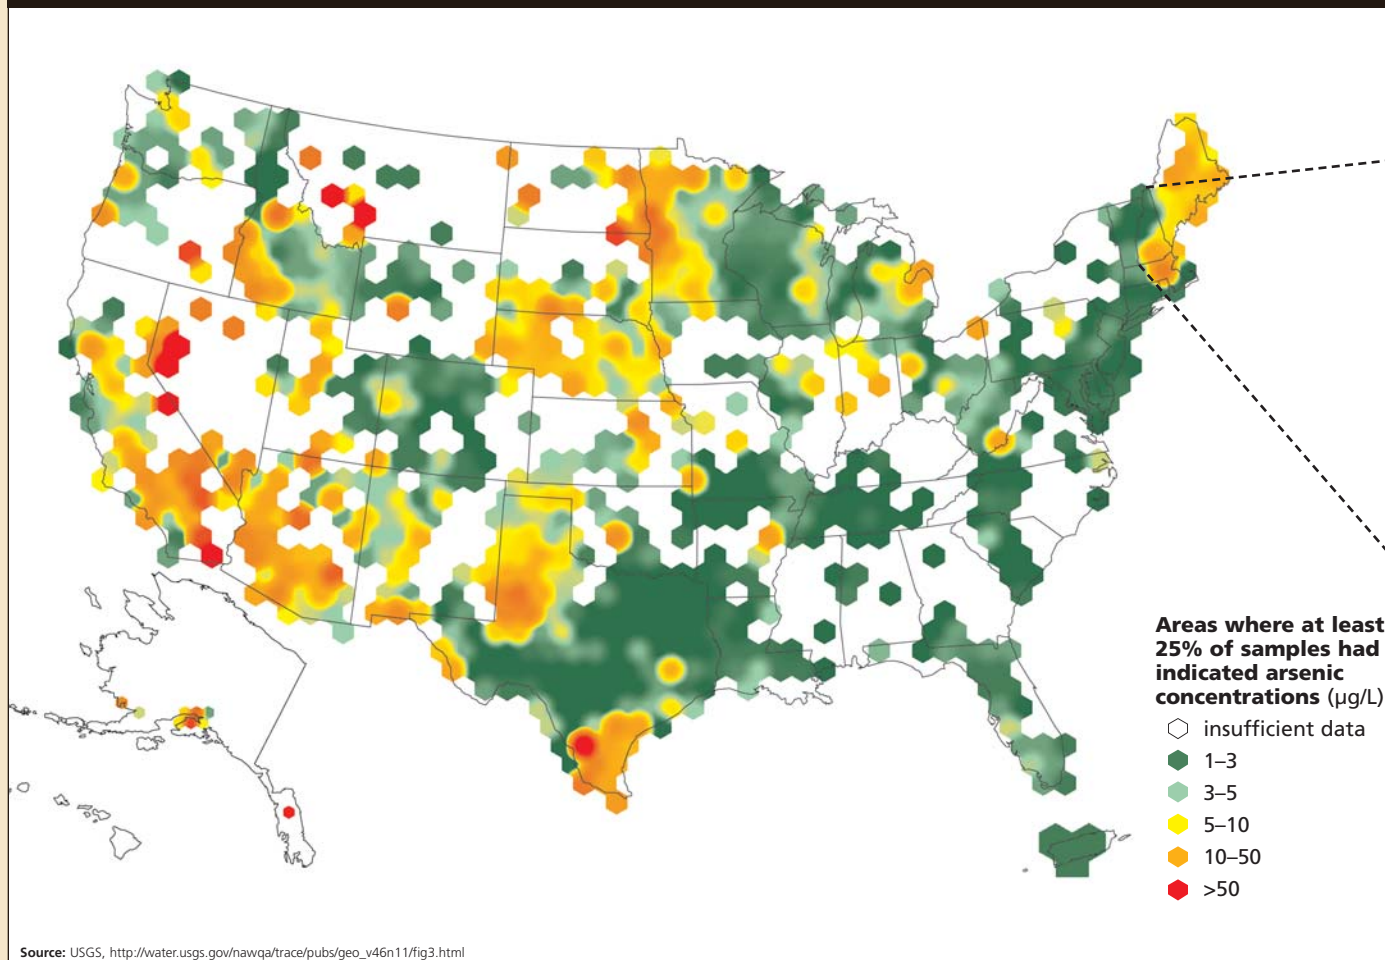 Areas where at least
25% of samples had
indicated arsenic
concentrations (µg/L)
insufficient data
1–3
3–5
5–10
10–50
>50
Source: USGS, http://water.usgs.gov/nawqa/trace/pubs/geo_v46n11/fig3.html